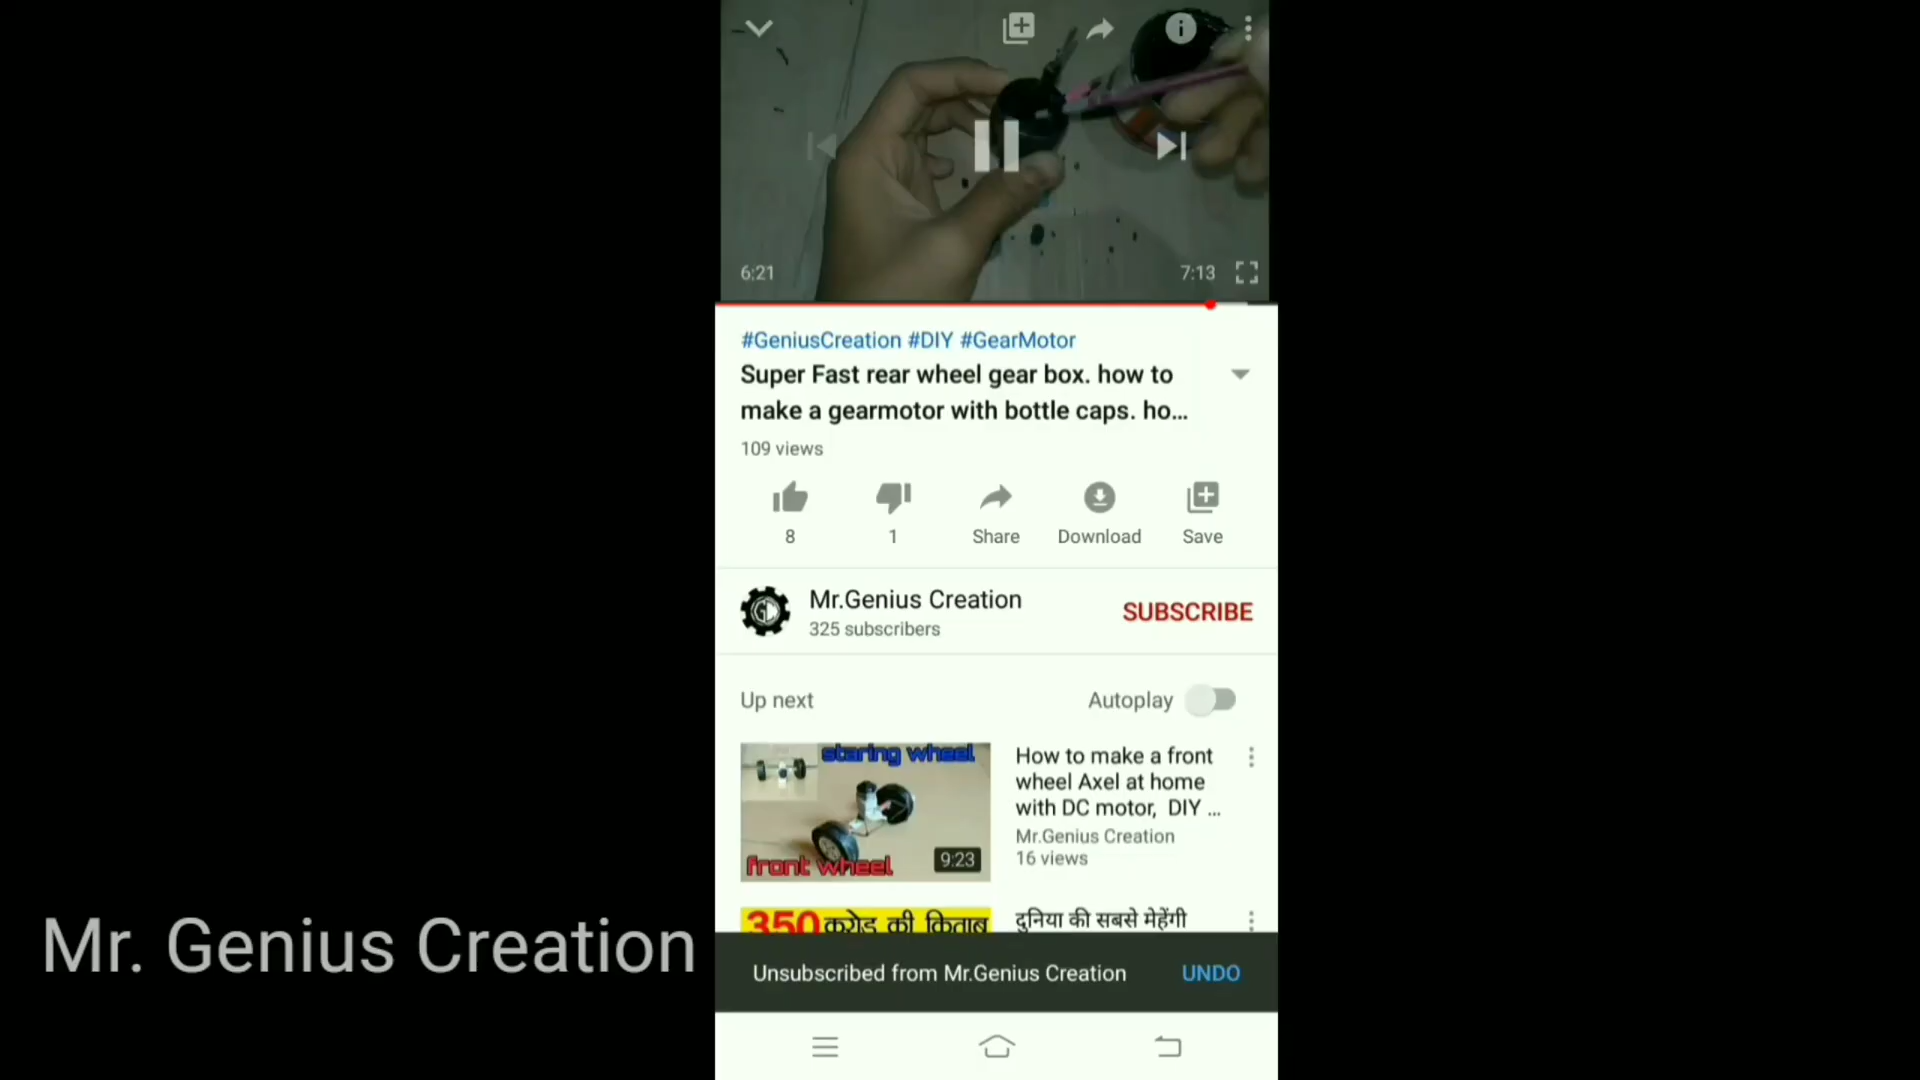 6:21
7:13
#GeniusCreation #DIY #GearMotor
Super Fast rear wheel gear box. how to
make a gearmotor with bottle caps. ho...
109 views
8
1
Share
Download
Save
Mr.Genius Creation
325 subscribers
SUBSCRIBE
Up next
Autoplay
staring wheel
front wheel
9:23
How to make a front
wheel Axel at home
with DC motor, DIY ...
Mr.Genius Creation
16 views
350 करोड़ की किताब
दुनिया की सबसे मेहेंगी
Unsubscribed from Mr.Genius Creation
UNDO
Mr. Genius Creation